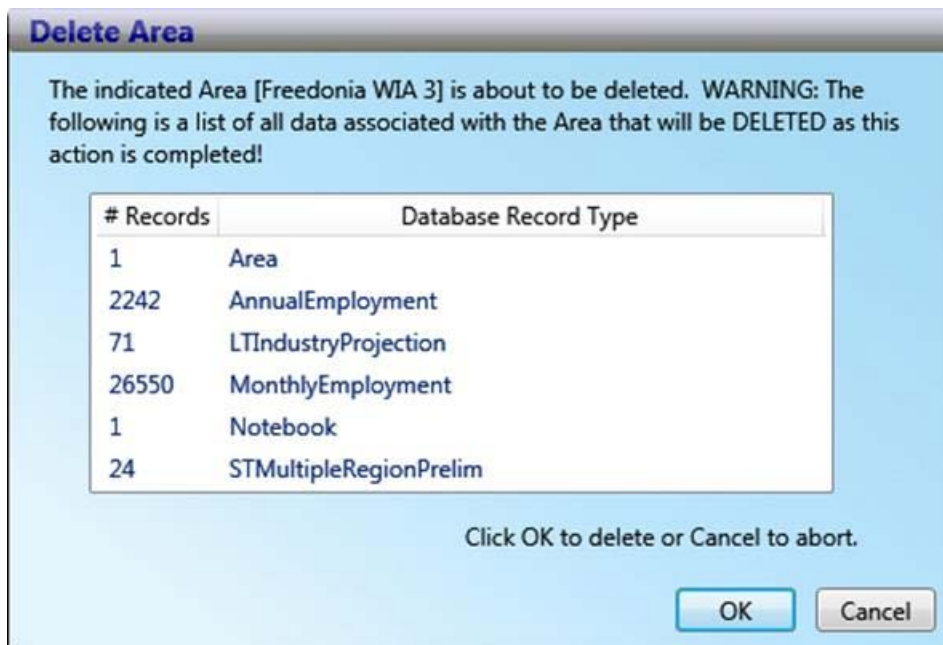 Delete Area
The indicated Area [Freedonia WIA 3] is about to be deleted.  WARNING: The
following is a list of all data associated with the Area that will be DELETED as this
action is completed!
# Records Database Record Type
1 Area
2242 AnnualEmployment
71 LTIndustryProjection
26550 MonthlyEmployment
1 Notebook
24 STMultipleRegionPrelim
Click OK to delete or Cancel to abort.
OK Cancel